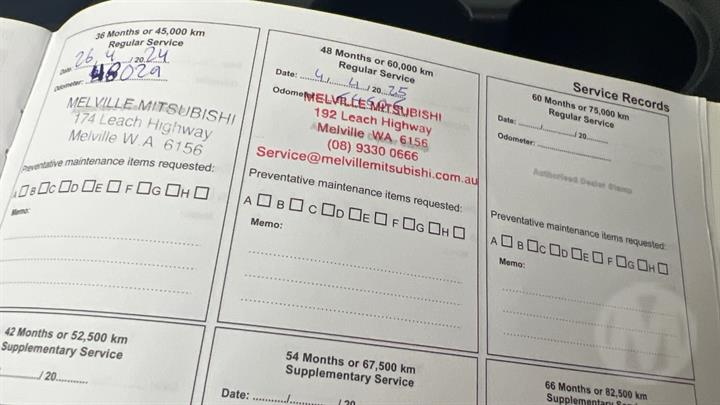 Service Records
36 Months or 45,000 km
Regular Service
Date: 26/4/2024
Odometer: 48029
MELVILLE MITSUBISHI
174 Leach Highway
Melville W A 6156
Preventative maintenance items requested:
A B C D E F G H
Memo:
48 Months or 60,000 km
Regular Service
Date: 4/4/2025
Odometer:
MELVILLE MITSUBISHI
192 Leach Highway
Melville WA 6156
(08) 9330 0666
Service@melvillemitsubishi.com.au
Preventative maintenance items requested:
A B C D E F G H
Memo:
60 Months or 75,000 km
Regular Service
Date: ........./........./ 20.........
Odometer: ..............................
Authorised Dealer Stamp
Preventative maintenance items requested:
A B C D E F G H
Memo:
42 Months or 52,500 km
Supplementary Service
/ 20...........
54 Months or 67,500 km
Supplementary Service
Date: .........../........../ 20
66 Months or 82,500 km
Supplementary